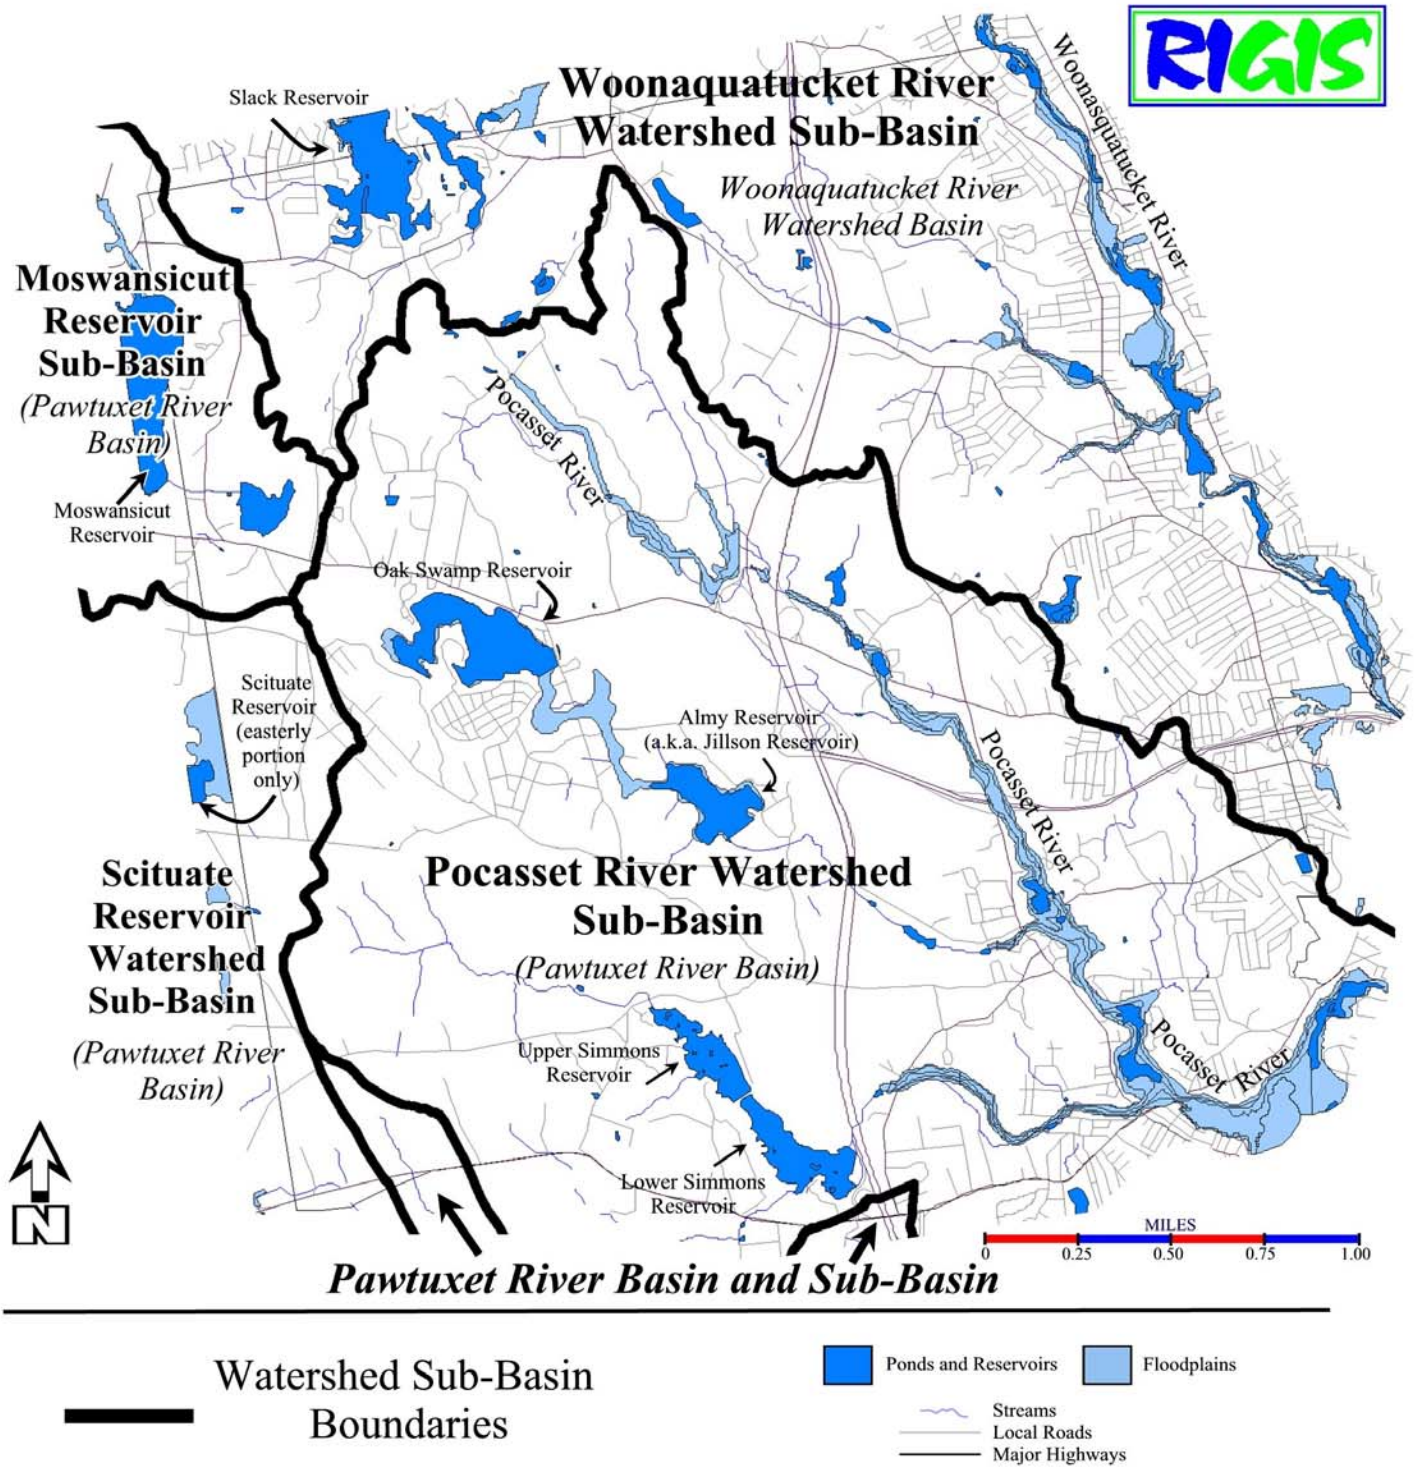 RIGIS
Slack Reservoir
Woonaquatucket River
Watershed Sub-Basin
Woonaquatucket River
Watershed Basin
Woonasquatucket River
Moswansicut
Reservoir
Sub-Basin
(Pawtuxet River
Basin)
Moswansicut
Reservoir
Pocasset River
Oak Swamp Reservoir
Scituate
Reservoir
(easterly
portion
only)
Almy Reservoir
(a.k.a. Jillson Reservoir)
Pocasset River
Scituate
Reservoir
Watershed
Sub-Basin
(Pawtuxet River
Basin)
Pocasset River Watershed
Sub-Basin
(Pawtuxet River Basin)
Upper Simmons
Reservoir
Pocasset River
Lower Simmons
Reservoir
N
MILES
0 0.25 0.50 0.75 1.00
Pawtuxet River Basin and Sub-Basin
Watershed Sub-Basin
Boundaries
Ponds and Reservoirs
Floodplains
Streams
Local Roads
Major Highways